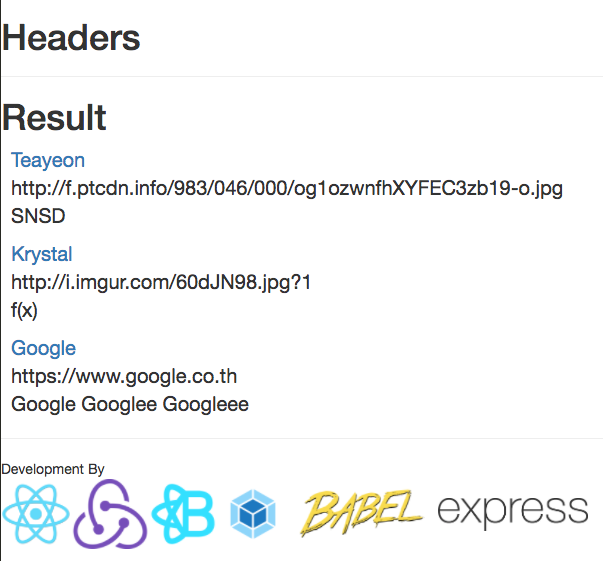 Headers
Result
Teayeon
http://f.ptcdn.info/983/046/000/og1ozwnfhXYFEC3zb19-o.jpg
SNSD
Krystal
http://i.imgur.com/60dJN98.jpg?1
f(x)
Google
https://www.google.co.th
Google Googlee Googleee
Development By
B BABEL express